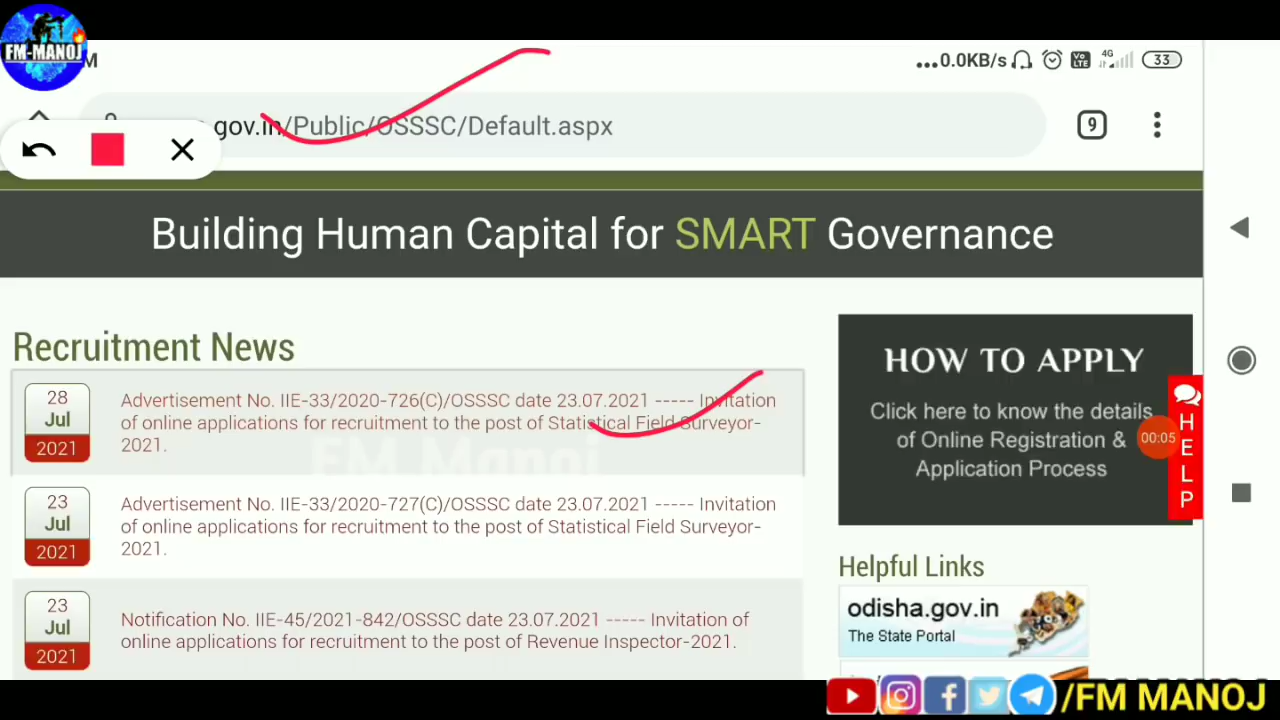 FM-MANOJ
M
...0.0KB/s
Vo
LTE
4G
33
gov.in/Public/OSSSC/Default.aspx
9
Building Human Capital for SMART Governance
Recruitment News
28
Jul
2021
Advertisement No. IIE-33/2020-726(C)/OSSSC date 23.07.2021 ----- Invitation
of online applications for recruitment to the post of Statistical Field Surveyor-
2021.
FM Manoj
23
Jul
2021
Advertisement No. IIE-33/2020-727(C)/OSSSC date 23.07.2021 ----- Invitation
of online applications for recruitment to the post of Statistical Field Surveyor-
2021.
23
Jul
2021
Notification No. IIE-45/2021-842/OSSSC date 23.07.2021 ----- Invitation of
online applications for recruitment to the post of Revenue Inspector-2021.
HOW TO APPLY
Click here to know the details
of Online Registration &
Application Process
00:05
HELP
Helpful Links
odisha.gov.in
The State Portal
/FM MANOJ